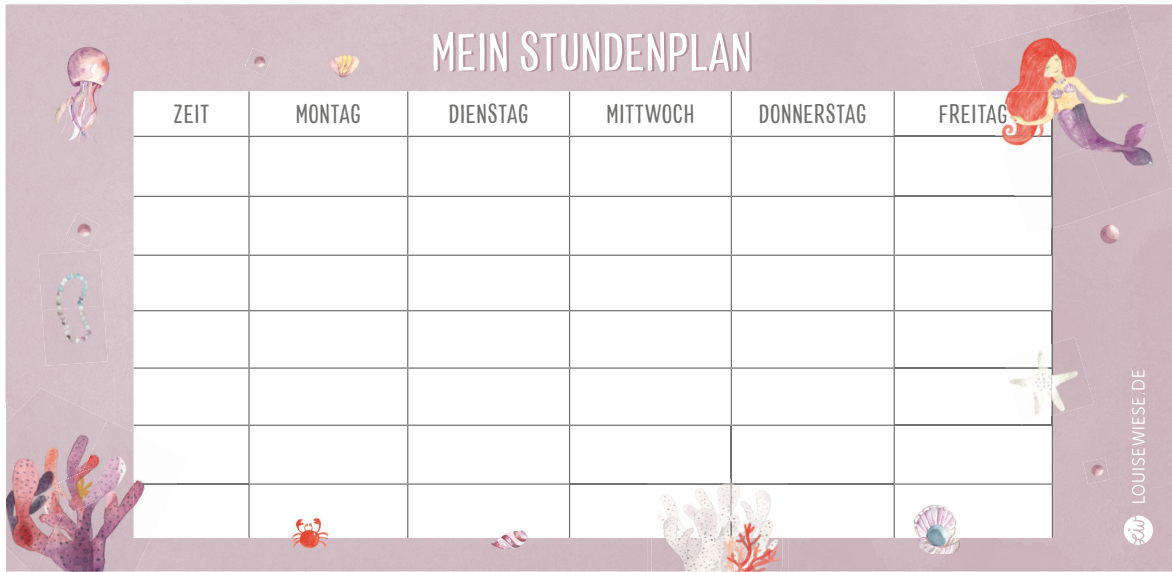 MEIN STUNDENPLAN
ZEIT MONTAG DIENSTAG MITTWOCH DONNERSTAG FREITAG
LOUISEWIESE.DE